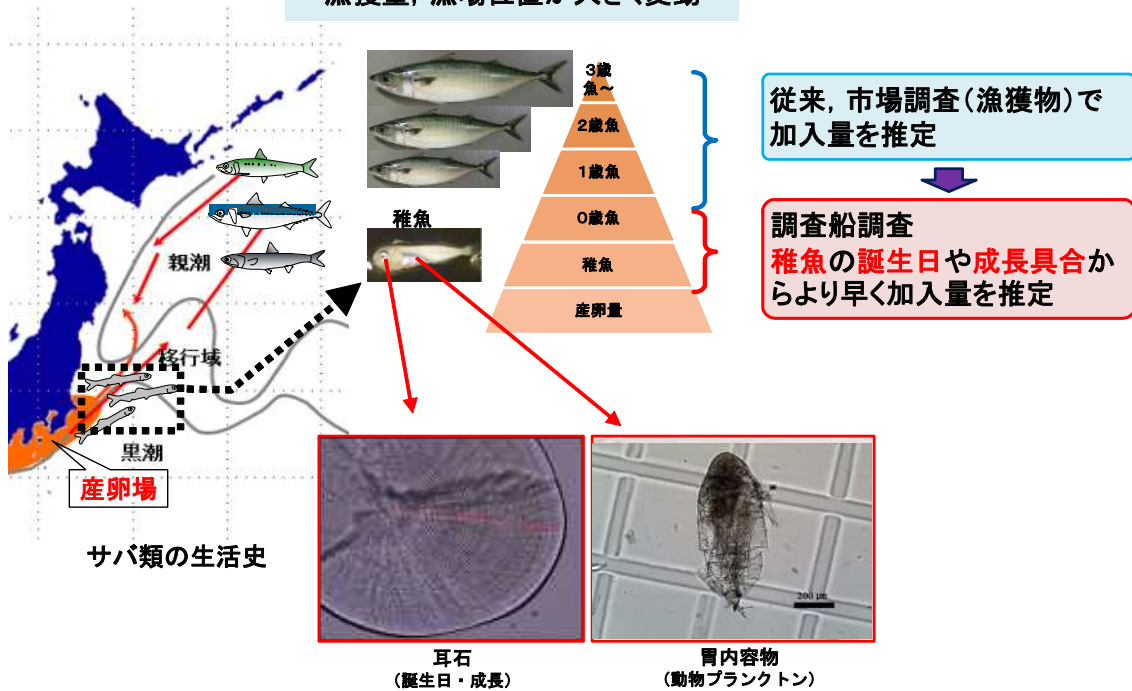 漁獲量，漁場位置が大きく変動
3歳
魚～
2歳魚
1歳魚
0歳魚
稚魚
産卵量
従来，市場調査（漁獲物）で
加入量を推定
調査船調査
稚魚の誕生日や成長具合か
らより早く加入量を推定
稚魚
親潮
移行域
黒潮
産卵場
サバ類の生活史
200 μm
耳石
（誕生日・成長）
胃内容物
（動物プランクトン）